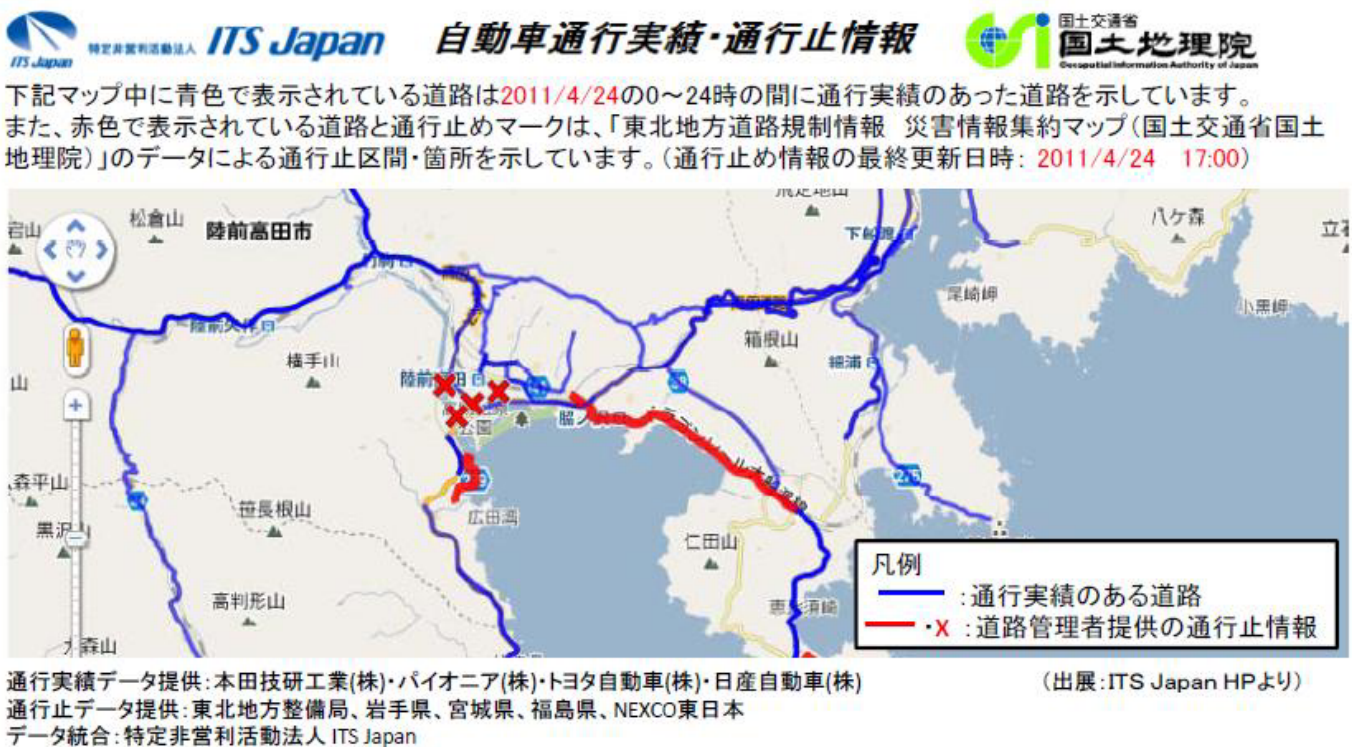 ITS Japan
特定非営利活動法人 ITS Japan
自動車通行実績・通行止情報
国土交通省
国土地理院
Geospatial Information Authority of Japan
下記マップ中に青色で表示されている道路は2011/4/24の0～24時の間に通行実績のあった道路を示しています。
また、赤色で表示されている道路と通行止めマークは、「東北地方道路規制情報 災害情報集約マップ（国土交通省国土
地理院）」のデータによる通行止区間・箇所を示しています。（通行止め情報の最終更新日時： 2011/4/24 17:00）
松倉山
陸前高田市
八ケ森
尾崎岬
小黒岬
箱根山
横手山
細浦
陸前高田
公園
森平山
笹長根山
広田湾
仁田山
高判形山
恵比須崎
森山
凡例
：通行実績のある道路
・X ：道路管理者提供の通行止情報
通行実績データ提供：本田技研工業(株)・パイオニア(株)・トヨタ自動車(株)・日産自動車(株)
（出展：ITS Japan HPより）
通行止データ提供：東北地方整備局、岩手県、宮城県、福島県、NEXCO東日本
データ統合：特定非営利活動法人 ITS Japan